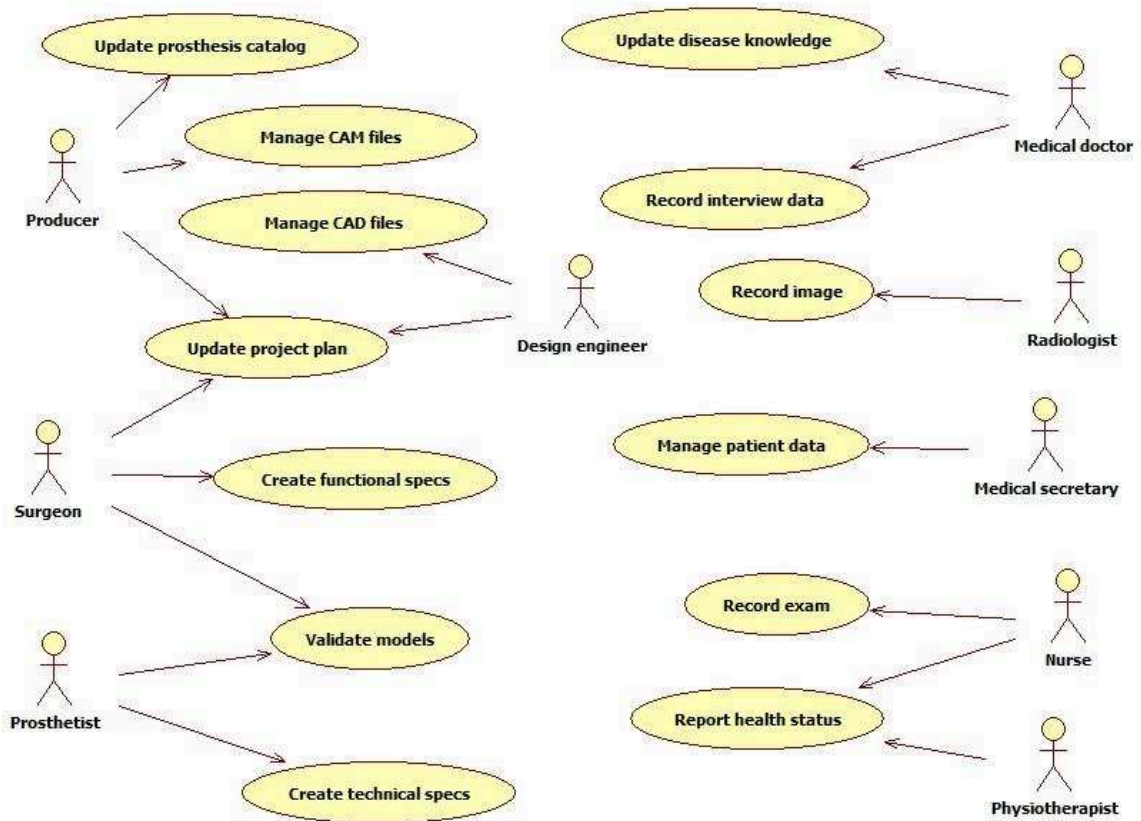 Update prosthesis catalog
Update disease knowledge
Manage CAM files
Medical doctor
Record interview data
Producer
Manage CAD files
Record image
Design engineer
Update project plan
Radiologist
Manage patient data
Create functional specs
Medical secretary
Surgeon
Record exam
Validate models
Nurse
Prosthetist
Report health status
Create technical specs
Physiotherapist